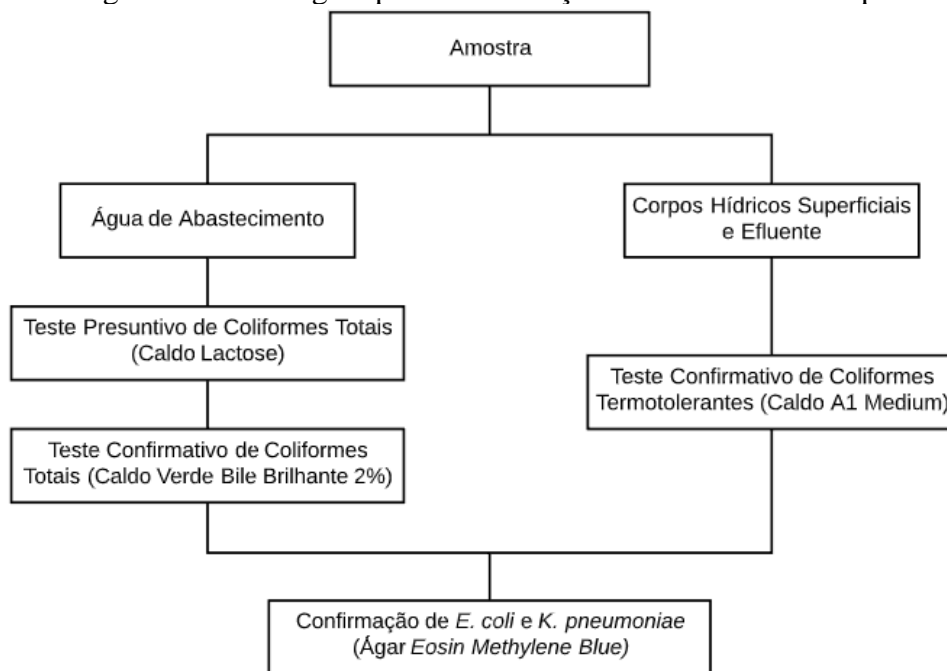 Amostra
Água de Abastecimento
Corpos Hídricos Superficiais
e Efluente
Teste Presuntivo de Coliformes Totais
(Caldo Lactose)
Teste Confirmativo de Coliformes
Termotolerantes (Caldo A1 Medium)
Teste Confirmativo de Coliformes
Totais (Caldo Verde Bile Brilhante 2%)
Confirmação de E. coli e K. pneumoniae
(Ágar Eosin Methylene Blue)